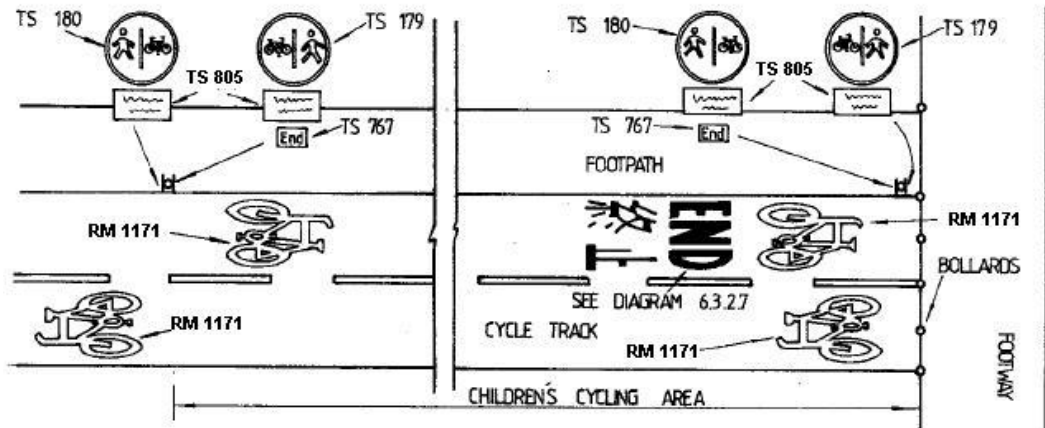 TS 180
TS 179
TS 180
TS 179
TS 805
TS 805
End
TS 767
TS 767
End
FOOTPATH
RM 1171
END
RM 1171
BOLLARDS
SEE DIAGRAM 6.3.2.7
RM 1171
CYCLE TRACK
RM 1171
FOOTWAY
CHILDREN'S CYCLING AREA